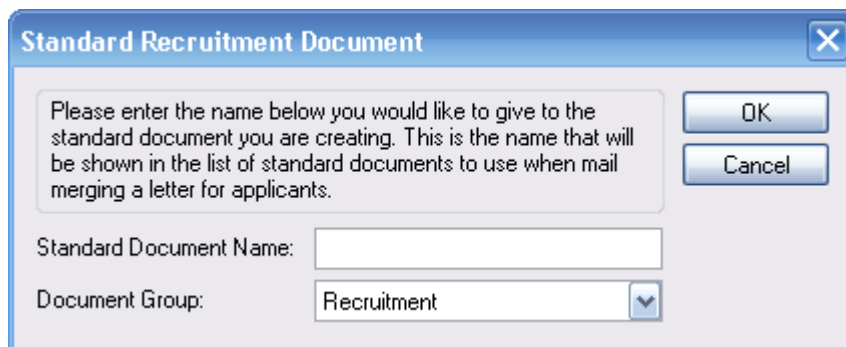 Standard Recruitment Document
Please enter the name below you would like to give to the
standard document you are creating. This is the name that will
be shown in the list of standard documents to use when mail
merging a letter for applicants.
OK
Cancel
Standard Document Name:
Document Group:
Recruitment